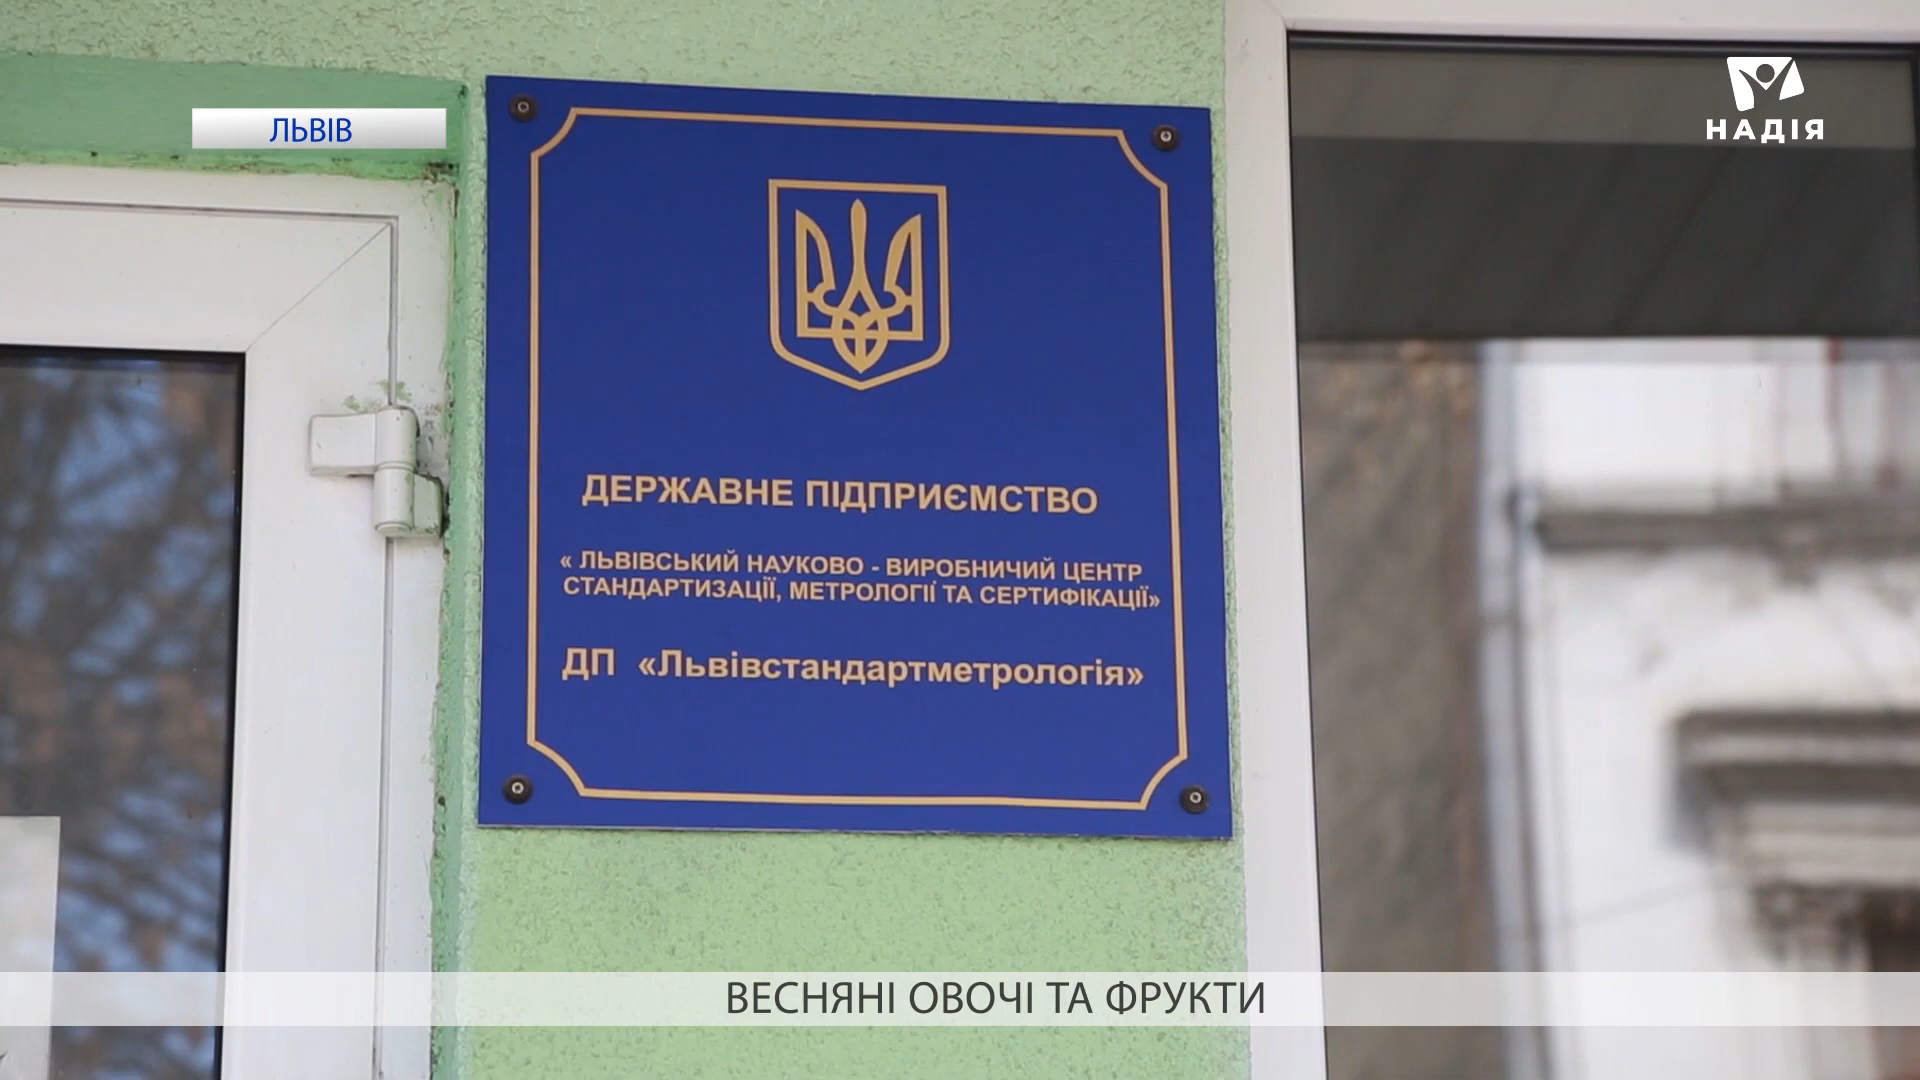 ЛЬВІВ
НАДІЯ
ДЕРЖАВНЕ ПІДПРИЄМСТВО
« ЛЬВІВСЬКИЙ НАУКОВО - ВИРОБНИЧИЙ ЦЕНТР
СТАНДАРТИЗАЦІЇ, МЕТРОЛОГІЇ ТА СЕРТИФІКАЦІЇ»
ДП «Львівстандартметрологія»
ВЕСНЯНІ ОВОЧІ ТА ФРУКТИ